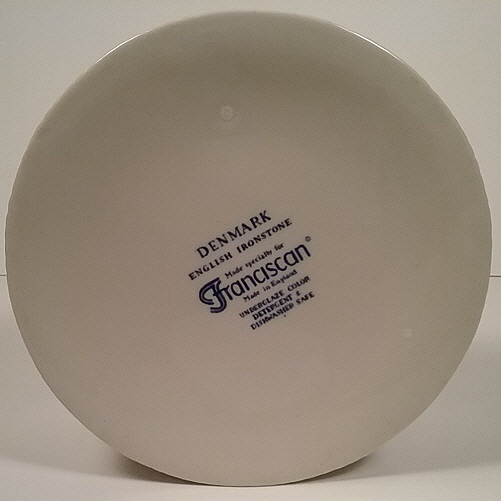 DENMARK
ENGLISH IRONSTONE
Made specially for
Franciscan ©
Made in England
UNDERGLAZE COLOR
DETERGENT &
DISHWASHER SAFE